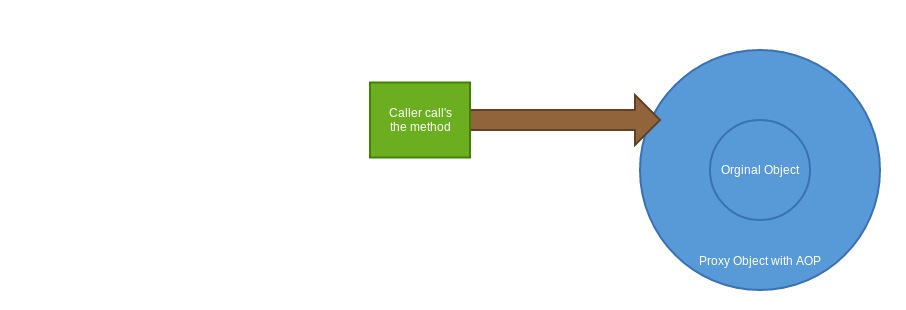 Caller call's
the method
Orginal Object
Proxy Object with AOP